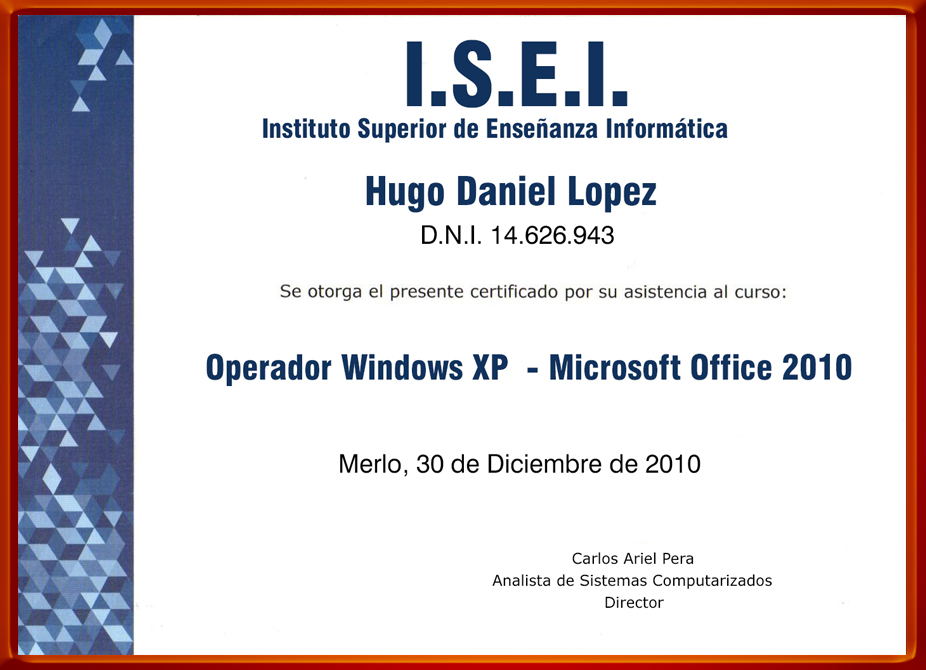 I.S.E.I.
Instituto Superior de Enseñanza Informática
Hugo Daniel Lopez
D.N.I. 14.626.943
Se otorga el presente certificado por su asistencia al curso:
Operador Windows XP - Microsoft Office 2010
Merlo, 30 de Diciembre de 2010
Carlos Ariel Pera
Analista de Sistemas Computarizados
Director